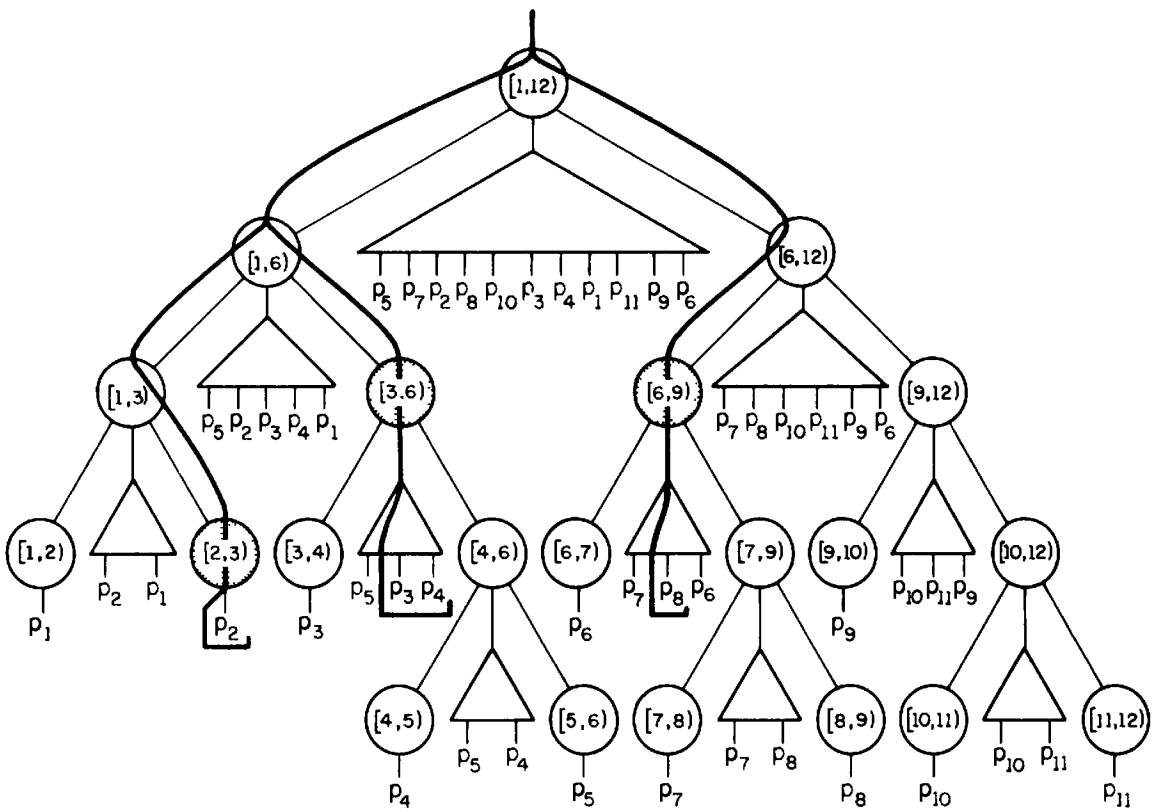 [1,12)
[1,6) [6,12)
p5 p7 p2 p8 p10 p3 p4 p1 p11 p9 p6
[1,3) [3.6) [6,9) [9,12)
p5 p2 p3 p4 p1 p7 p8 p10 p11 p9 p6
[1,2) [2,3) [3,4) [4,6) [6,7) [7,9) [9,10) [10,12)
p2 p1 p5 p3 p4 p7 p8 p6 p10 p11 p9
p1 p2 p3 p6 p9
[4,5) [5,6) [7,8) [8,9) [10,11) [11,12)
p5 p4 p7 p8 p10 p11
p4 p5 p7 p8 p10 p11